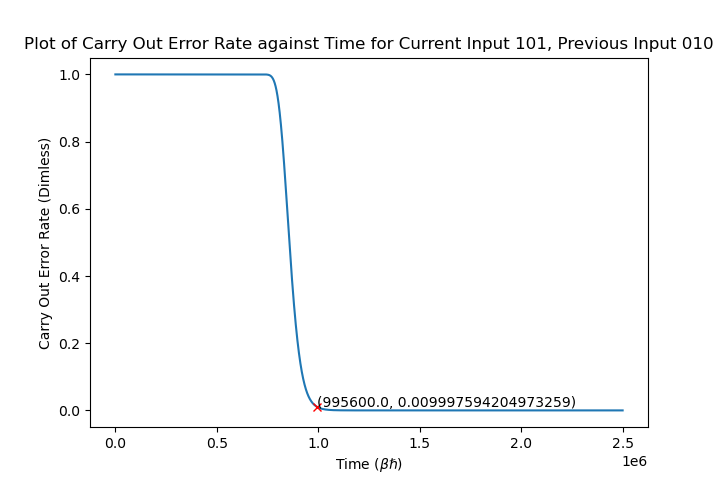 Plot of Carry Out Error Rate against Time for Current Input 101, Previous Input 010
1.0
0.8
0.6
0.4
0.2
0.0
Carry Out Error Rate (Dimless)
(995600.0, 0.009997594204973259)
0.0 0.5 1.0 1.5 2.0 2.5
1e6
Time (βħ)